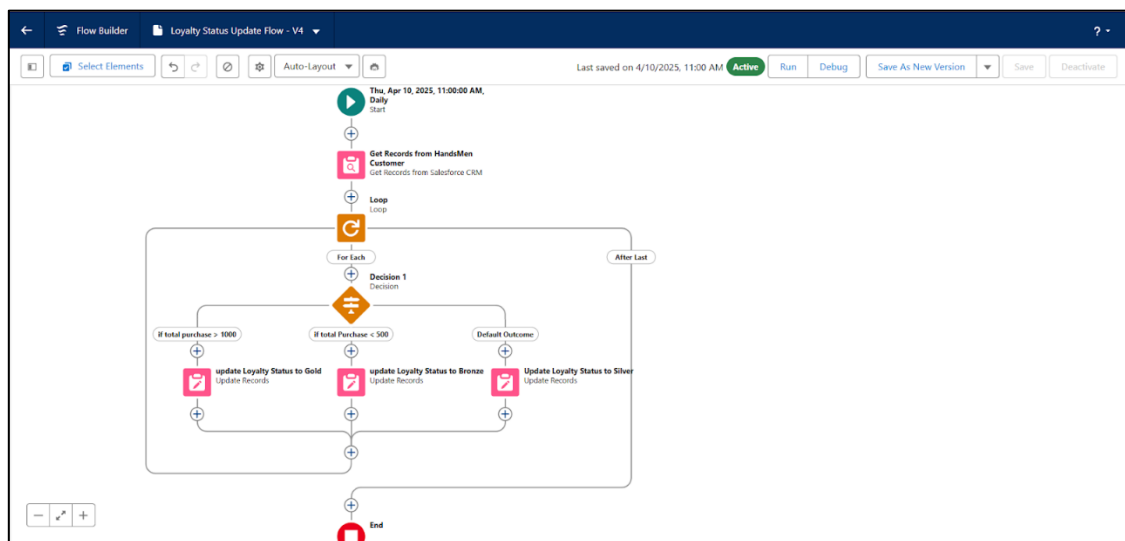 Flow Builder
Loyalty Status Update Flow - V4
?
Select Elements
Auto-Layout
Last saved on 4/10/2025, 11:00 AM
Active
Run
Debug
Save As New Version
Save
Deactivate
Thu, Apr 10, 2025, 11:00:00 AM,
Daily
Start
Get Records from HandsMen
Customer
Get Records from Salesforce CRM
Loop
Loop
For Each
After Last
Decision 1
Decision
if total purchase > 1000
if total Purchase < 500
Default Outcome
update Loyalty Status to Gold
Update Records
update Loyalty Status to Bronze
Update Records
Update Loyalty Status to Silver
Update Records
End